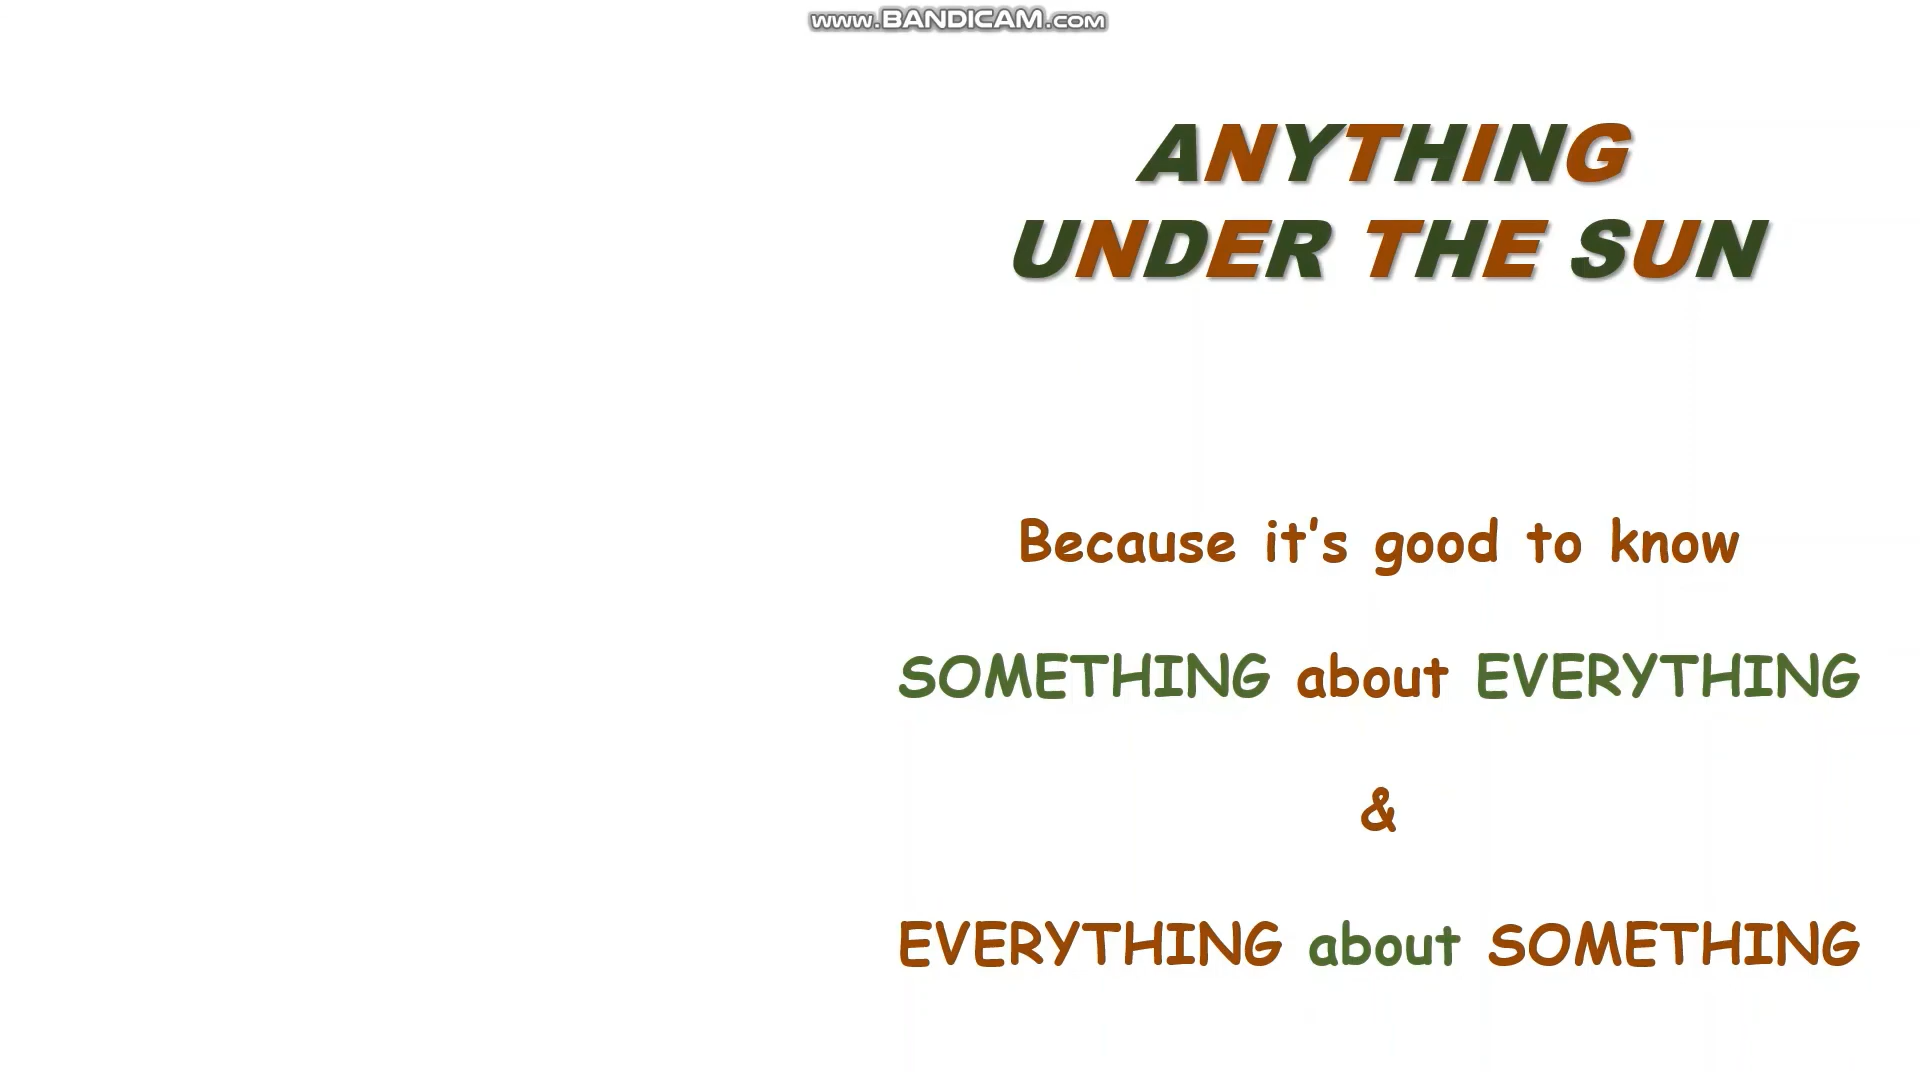 www.BANDICAM.com
ANYTHING
UNDER THE SUN
Because it’s good to know
SOMETHING about EVERYTHING
&
EVERYTHING about SOMETHING